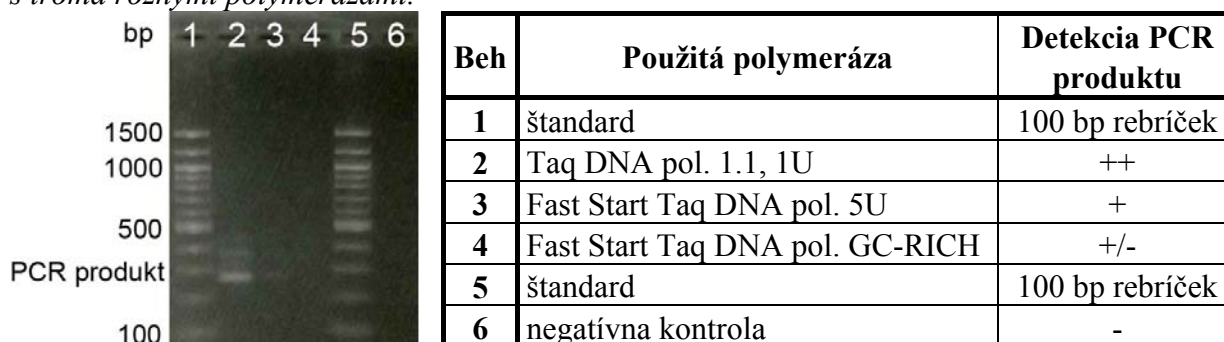 s troma rôznymi polymerázami.
bp 1 2 3 4 5 6
1500
1000
500
PCR produkt
100
Beh Použitá polymeráza Detekcia PCR produktu
1 štandard 100 bp rebríček
2 Taq DNA pol. 1.1, 1U ++
3 Fast Start Taq DNA pol. 5U +
4 Fast Start Taq DNA pol. GC-RICH +/-
5 štandard 100 bp rebríček
6 negatívna kontrola -